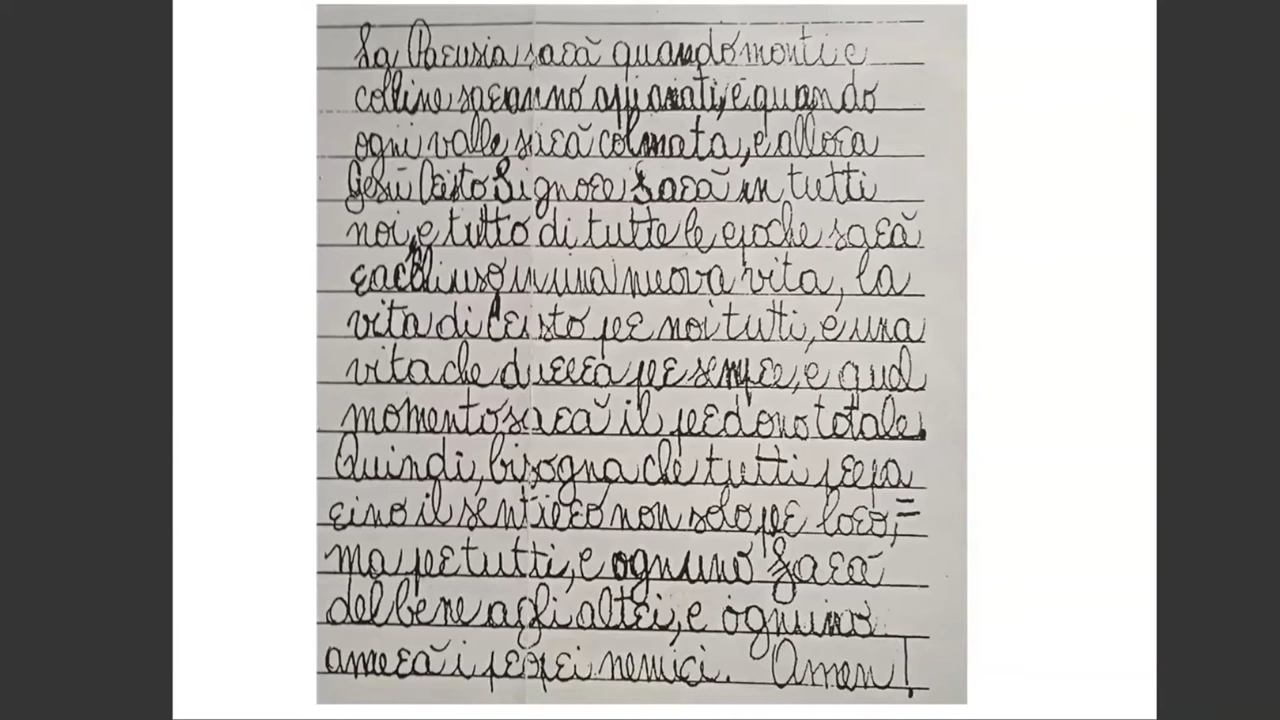 La Parusia sarà quando monti e
colline saranno appianati, e quando
ogni valle sarà colmata, e allora
Gesù Cristo Signore sarà in tutti
noi, e tutto di tutte le epoche sarà
racchiuso in una nuova vita, la
vita di Cristo per noi tutti, e una
vita che durerà per sempre, e quel
momento sarà il perdono totale.
Quindi, bisogna che tutti prepa
rino il sentiero non solo per loro, =
ma per tutti, e ognuno farà
del bene agli altri, e ognuno
amerà i propri nemici. Amen!